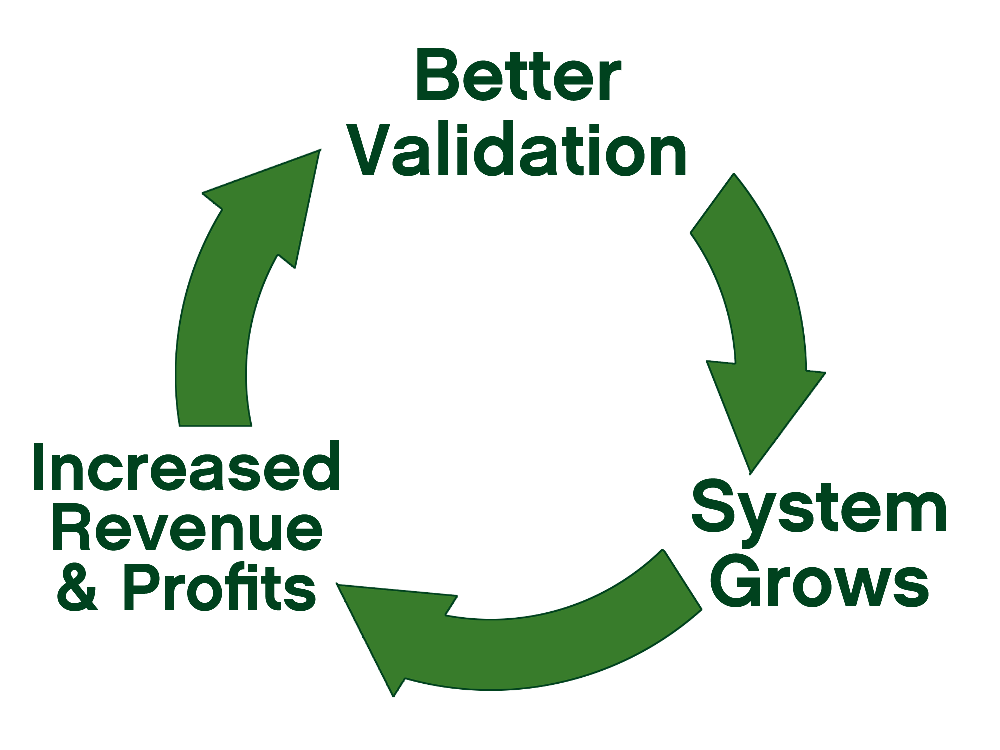 Better
Validation
System
Grows
Increased
Revenue
& Profits